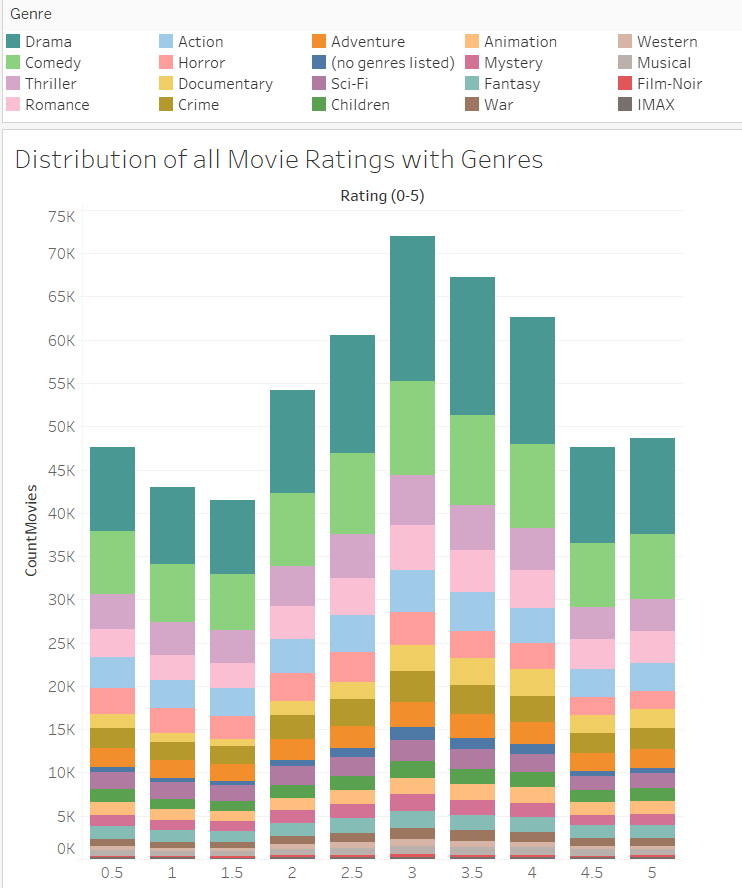 Genre
Drama Action Adventure Animation Western
Comedy Horror (no genres listed) Mystery Musical
Thriller Documentary Sci-Fi Fantasy Film-Noir
Romance Crime Children War IMAX
Distribution of all Movie Ratings with Genres
Rating (0-5)
75K
70K
65K
60K
55K
50K
45K
40K
35K
30K
25K
20K
15K
10K
5K
0K
CountMovies
0.5 1 1.5 2 2.5 3 3.5 4 4.5 5